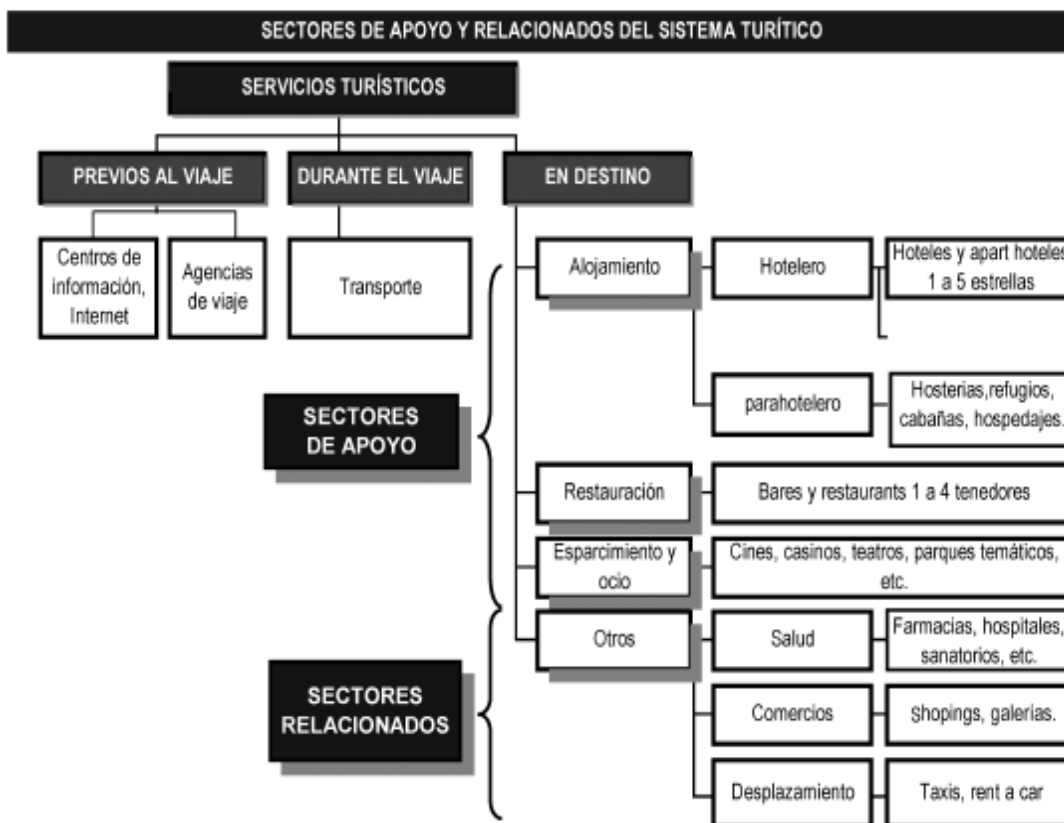 SECTORES DE APOYO Y RELACIONADOS DEL SISTEMA TURÍTICO
SERVICIOS TURÍSTICOS
PREVIOS AL VIAJE
DURANTE EL VIAJE
EN DESTINO
Centros de
información,
Internet
Agencias
de viaje
Transporte
Alojamiento
Hotelero
Hoteles y apart hoteles
1 a 5 estrellas
parahotelero
Hosterias,refugios,
cabañas, hospedajes.
SECTORES
DE APOYO
Restauración
Bares y restaurants 1 a 4 tenedores
Esparcimiento y
ocio
Cines, casinos, teatros, parques temáticos,
etc.
Otros
Salud
Farmacias, hospitales,
sanatorios, etc.
SECTORES
RELACIONADOS
Comercios
Shopings, galerias.
Desplazamiento
Taxis, rent a car